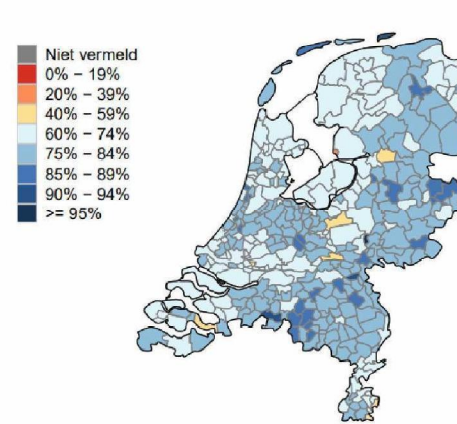 Niet vermeld
0% – 19%
20% – 39%
40% – 59%
60% – 74%
75% – 84%
85% – 89%
90% – 94%
>= 95%